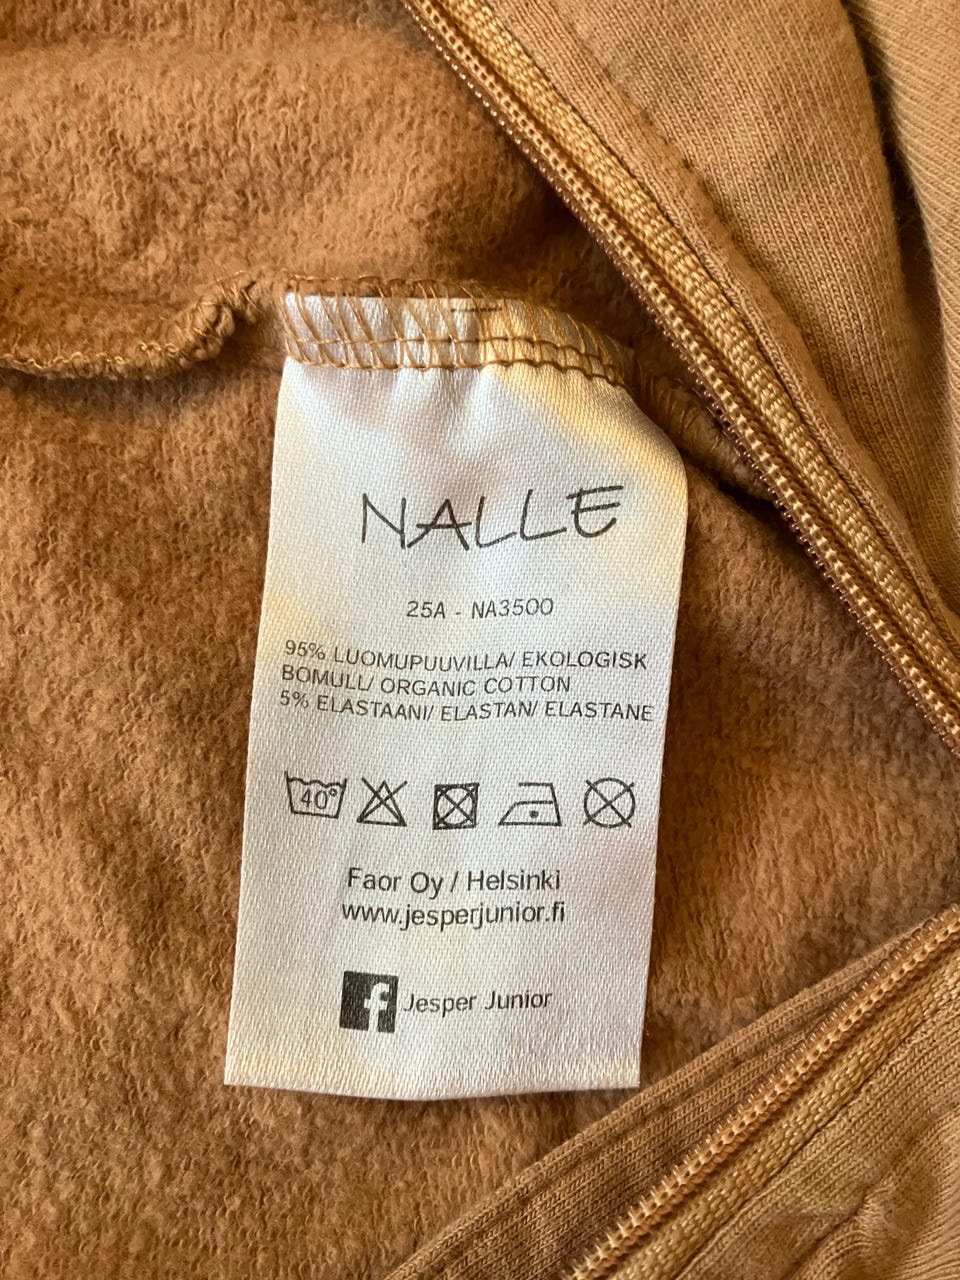 NALLE
25A - NA3500
95% LUOMUPUUVILLA/ EKOLOGISK
BOMULL/ ORGANIC COTTON
5% ELASTAANI/ ELASTAN/ ELASTANE
40°
Faor Oy / Helsinki
www.jesperjunior.fi
f Jesper Junior